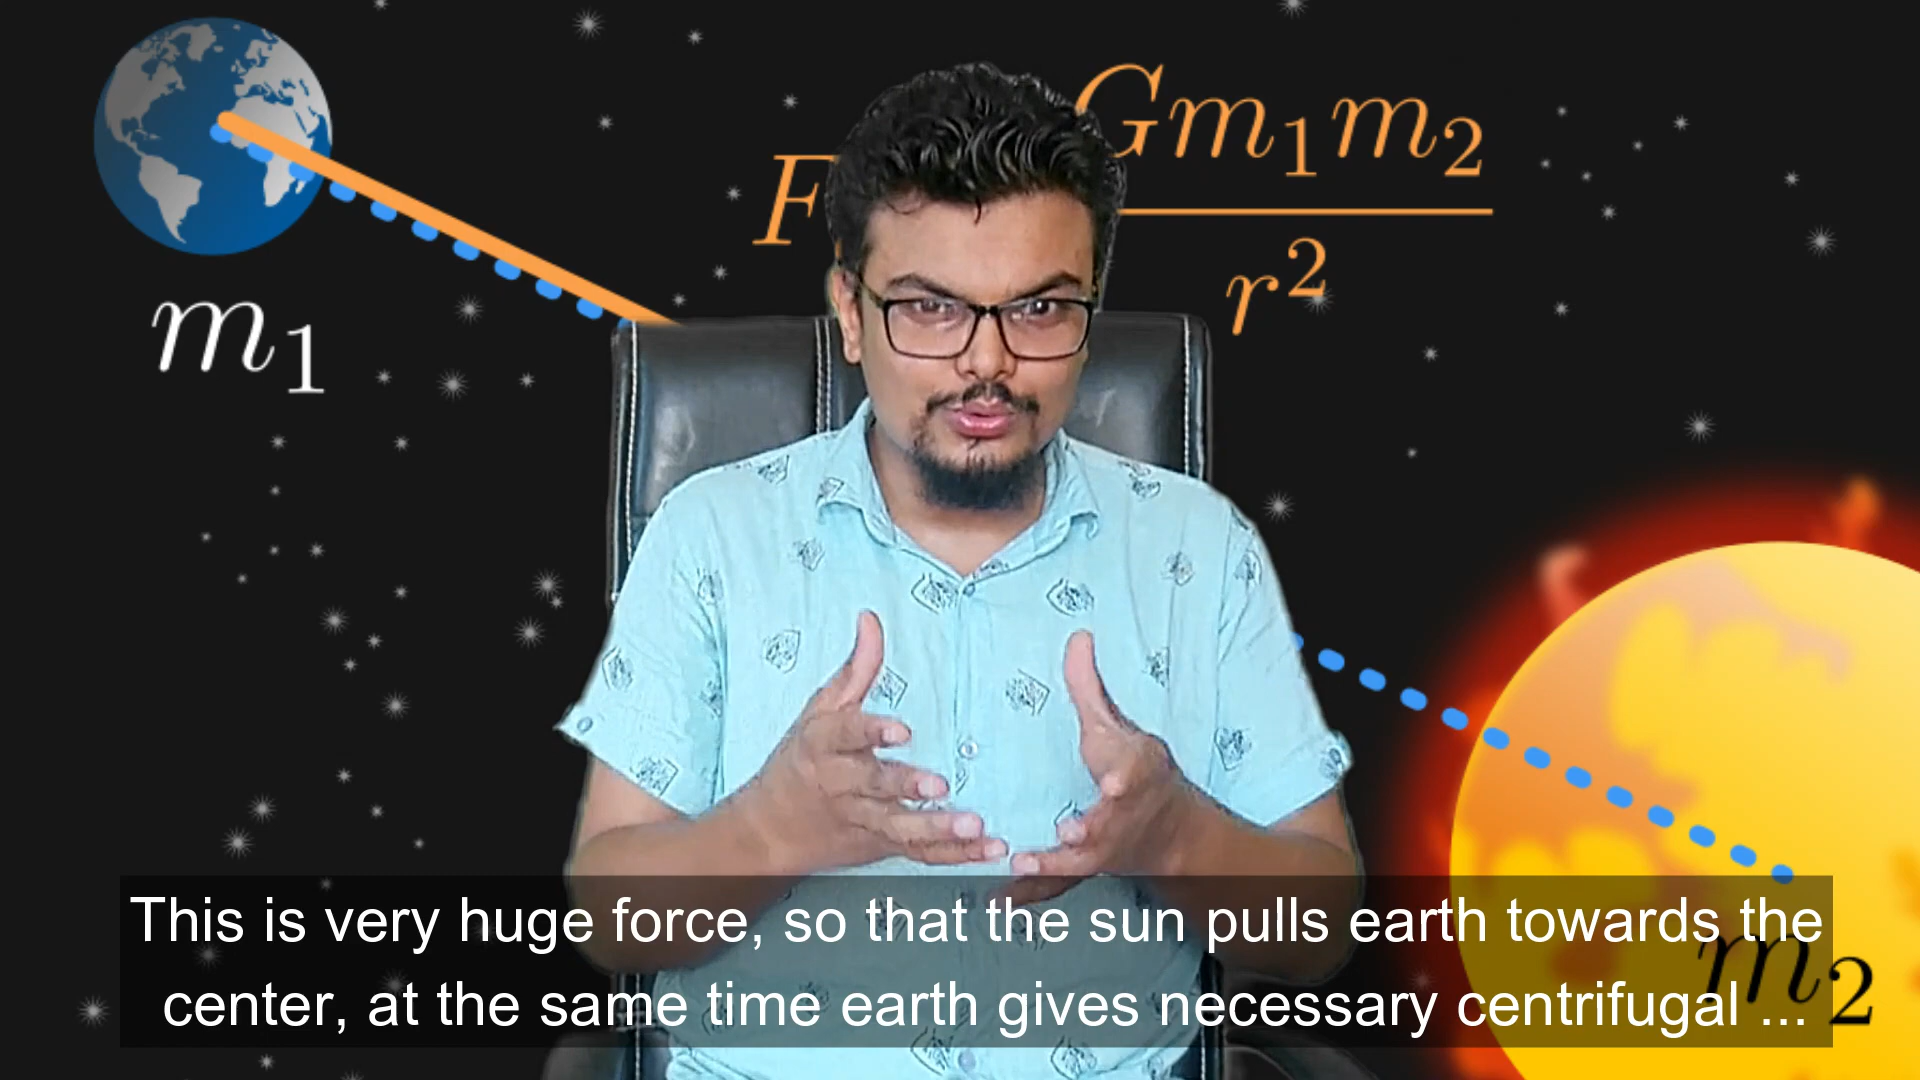 F Gm₁m₂
r²
m₁
m₂
This is very huge force, so that the sun pulls earth towards the
center, at the same time earth gives necessary centrifugal ...